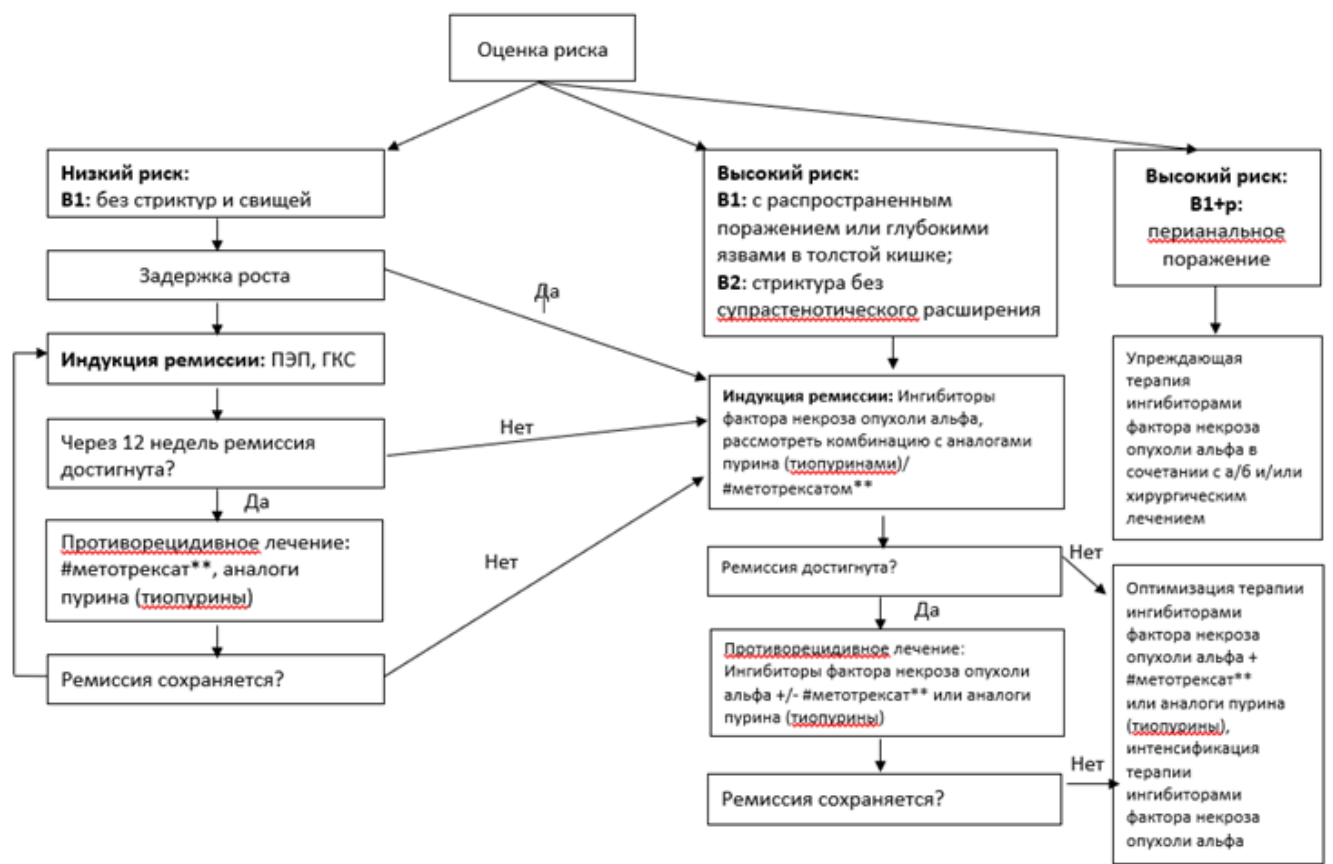 Оценка риска
Низкий риск:
В1: без стриктур и свищей
Задержка роста
Индукция ремиссии: ПЭП, ГКС
Через 12 недель ремиссия
достигнута?
Да
Противорецидивное лечение:
#метотрексат**, аналоги
пурина (тиопурины)
Ремиссия сохраняется?
Да
Нет
Нет
Высокий риск:
В1: с распространенным
поражением или глубокими
язвами в толстой кишке;
В2: стриктура без
супрастенотического расширения
Индукция ремиссии: Ингибиторы
фактора некроза опухоли альфа,
рассмотреть комбинацию с аналогами
пурина (тиопуринами)/
#метотрексатом**
Ремиссия достигнута?
Нет
Да
Противорецидивное лечение:
Ингибиторы фактора некроза опухоли
альфа +/- #метотрексат** или аналоги
пурина (тиопурины)
Ремиссия сохраняется?
Нет
Высокий риск:
В1+р:
перианальное
поражение
Упреждающая
терапия
ингибиторами
фактора некроза
опухоли альфа в
сочетании с а/б и/или
хирургическим
лечением
Оптимизация терапии
ингибиторами
фактора некроза
опухоли альфа +
#метотрексат**
или аналоги пурина
(тиопурины),
интенсификация
терапии
ингибиторами
фактора некроза
опухоли альфа